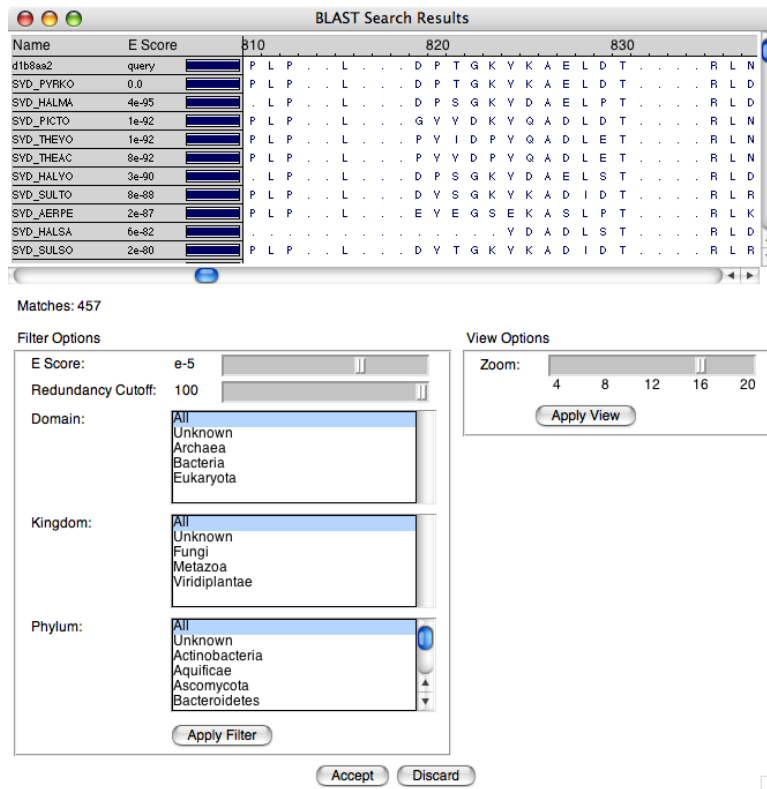 BLAST Search Results
Name E Score 810 820 830
d1b8aa2 query P L P . . L . . . D P T G K Y K A E L D T . . . . R L N
SYD_PYRKO 0.0 P L P . . L . . . D P T G K Y K A E L D T . . . . R L D
SYD_HALMA 4e-95 . L P . . L . . . D P S G K Y D A E L P T . . . . R L D
SYD_PICTO 1e-92 P L P . . L . . . G Y Y D K Y Q A D L D T . . . . R L N
SYD_THEYO 1e-92 P L P . . L . . . P Y I D P Y Q A D L E T . . . . R L N
SYD_THEAC 8e-92 P L P . . L . . . P Y Y D P Y Q A D L E T . . . . R L N
SYD_HALYO 3e-90 . L P . . L . . . D P S G K Y D A E L S T . . . . R L D
SYD_SULTO 8e-88 P L P . . L . . . D Y S G K Y K A D I D T . . . . R L R
SYD_AERPE 2e-87 P L P . . L . . . E Y E G S E K A S L P T . . . . R L K
SYD_HALSA 6e-82 . . . . . . . . . . . . . . Y D A D L S T . . . . R L D
SYD_SULSO 2e-80 P L P . . L . . . D Y T G K Y K A D I D T . . . . R L R
Matches: 457
Filter Options
E Score: e-5
Redundancy Cutoff: 100
Domain: All
Unknown
Archaea
Bacteria
Eukaryota
Kingdom: All
Unknown
Fungi
Metazoa
Viridiplantae
Phylum: All
Unknown
Actinobacteria
Aquificae
Ascomycota
Bacteroidetes
Apply Filter
View Options
Zoom:
4 8 12 16 20
Apply View
Accept Discard